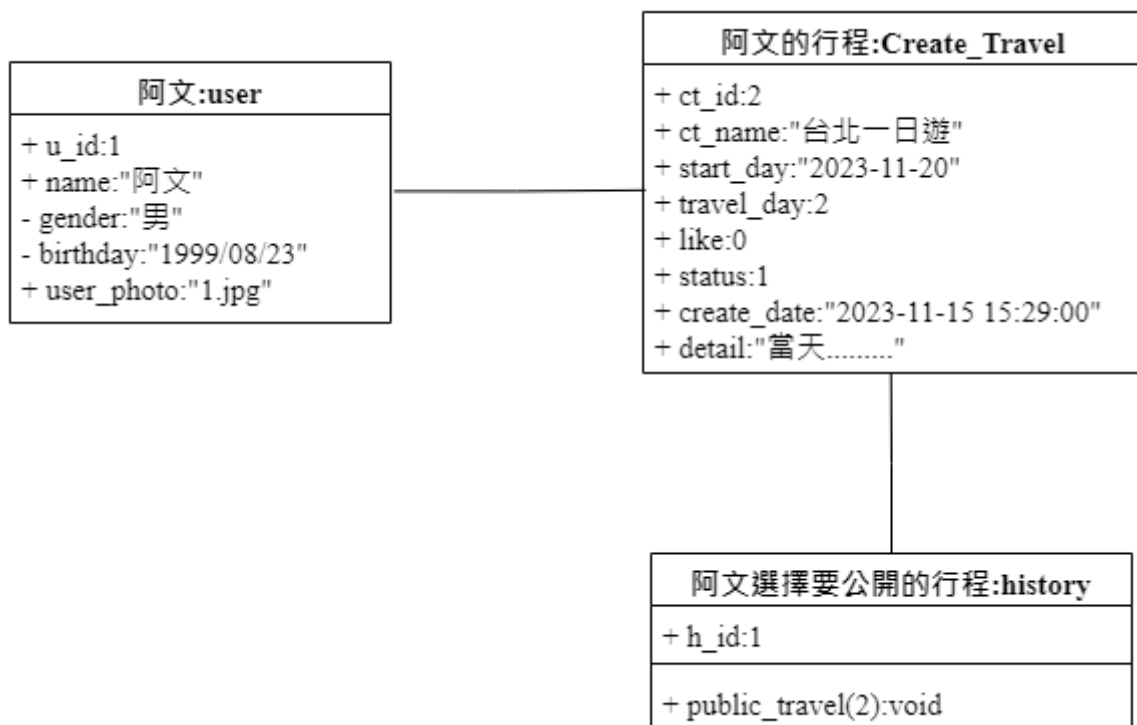 阿文:user
+ u_id:1
+ name:"阿文"
- gender:"男"
- birthday:"1999/08/23"
+ user_photo:"1.jpg"
阿文的行程:Create_Travel
+ ct_id:2
+ ct_name:"台北一日遊"
+ start_day:"2023-11-20"
+ travel_day:2
+ like:0
+ status:1
+ create_date:"2023-11-15 15:29:00"
+ detail:"當天........."
阿文選擇要公開的行程:history
+ h_id:1
+ public_travel(2):void